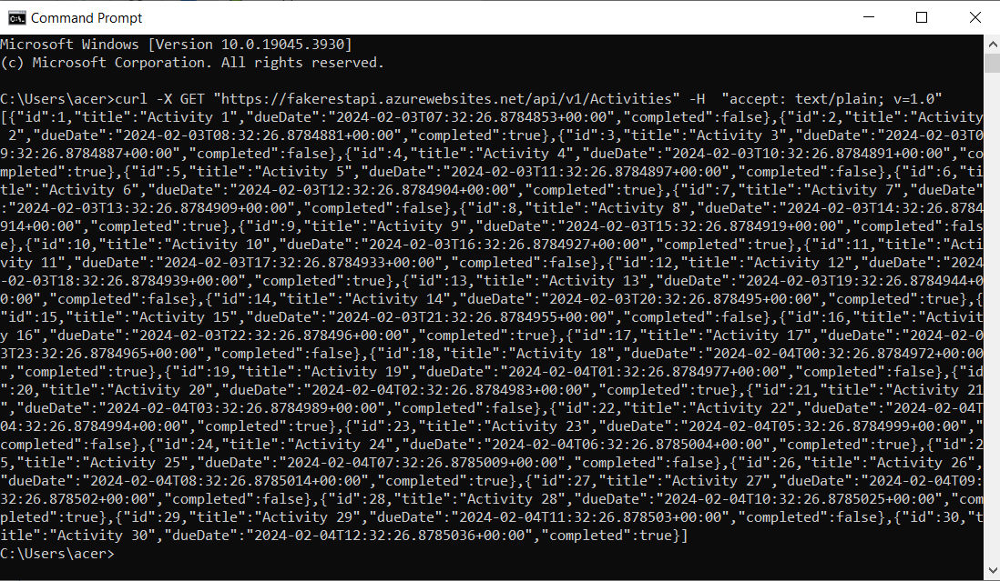 Command Prompt
Microsoft Windows [Version 10.0.19045.3930]
(c) Microsoft Corporation. All rights reserved.
C:\Users\acer>curl -X GET "https://fakerestapi.azurewebsites.net/api/v1/Activities" -H  "accept: text/plain; v=1.0"
[{"id":1,"title":"Activity 1","dueDate":"2024-02-03T07:32:26.8784853+00:00","completed":false},{"id":2,"title":"Activity
 2","dueDate":"2024-02-03T08:32:26.8784881+00:00","completed":true},{"id":3,"title":"Activity 3","dueDate":"2024-02-03T0
9:32:26.8784887+00:00","completed":false},{"id":4,"title":"Activity 4","dueDate":"2024-02-03T10:32:26.8784891+00:00","co
mpleted":true},{"id":5,"title":"Activity 5","dueDate":"2024-02-03T11:32:26.8784897+00:00","completed":false},{"id":6,"ti
tle":"Activity 6","dueDate":"2024-02-03T12:32:26.8784904+00:00","completed":true},{"id":7,"title":"Activity 7","dueDate"
:"2024-02-03T13:32:26.8784909+00:00","completed":false},{"id":8,"title":"Activity 8","dueDate":"2024-02-03T14:32:26.8784
914+00:00","completed":true},{"id":9,"title":"Activity 9","dueDate":"2024-02-03T15:32:26.8784919+00:00","completed":fals
e},{"id":10,"title":"Activity 10","dueDate":"2024-02-03T16:32:26.8784927+00:00","completed":true},{"id":11,"title":"Acti
vity 11","dueDate":"2024-02-03T17:32:26.8784933+00:00","completed":false},{"id":12,"title":"Activity 12","dueDate":"2024
-02-03T18:32:26.8784939+00:00","completed":true},{"id":13,"title":"Activity 13","dueDate":"2024-02-03T19:32:26.8784944+0
0:00","completed":false},{"id":14,"title":"Activity 14","dueDate":"2024-02-03T20:32:26.878495+00:00","completed":true},{
"id":15,"title":"Activity 15","dueDate":"2024-02-03T21:32:26.8784955+00:00","completed":false},{"id":16,"title":"Activit
y 16","dueDate":"2024-02-03T22:32:26.878496+00:00","completed":true},{"id":17,"title":"Activity 17","dueDate":"2024-02-0
3T23:32:26.8784965+00:00","completed":false},{"id":18,"title":"Activity 18","dueDate":"2024-02-04T00:32:26.8784972+00:00
","completed":true},{"id":19,"title":"Activity 19","dueDate":"2024-02-04T01:32:26.8784977+00:00","completed":false},{"id
":20,"title":"Activity 20","dueDate":"2024-02-04T02:32:26.8784983+00:00","completed":true},{"id":21,"title":"Activity 21
","dueDate":"2024-02-04T03:32:26.8784989+00:00","completed":false},{"id":22,"title":"Activity 22","dueDate":"2024-02-04T
04:32:26.8784994+00:00","completed":true},{"id":23,"title":"Activity 23","dueDate":"2024-02-04T05:32:26.8784999+00:00","
completed":false},{"id":24,"title":"Activity 24","dueDate":"2024-02-04T06:32:26.8785004+00:00","completed":true},{"id":2
5,"title":"Activity 25","dueDate":"2024-02-04T07:32:26.8785009+00:00","completed":false},{"id":26,"title":"Activity 26",
"dueDate":"2024-02-04T08:32:26.8785014+00:00","completed":true},{"id":27,"title":"Activity 27","dueDate":"2024-02-04T09:
32:26.878502+00:00","completed":false},{"id":28,"title":"Activity 28","dueDate":"2024-02-04T10:32:26.8785025+00:00","com
pleted":true},{"id":29,"title":"Activity 29","dueDate":"2024-02-04T11:32:26.878503+00:00","completed":false},{"id":30,"t
itle":"Activity 30","dueDate":"2024-02-04T12:32:26.8785036+00:00","completed":true}]
C:\Users\acer>